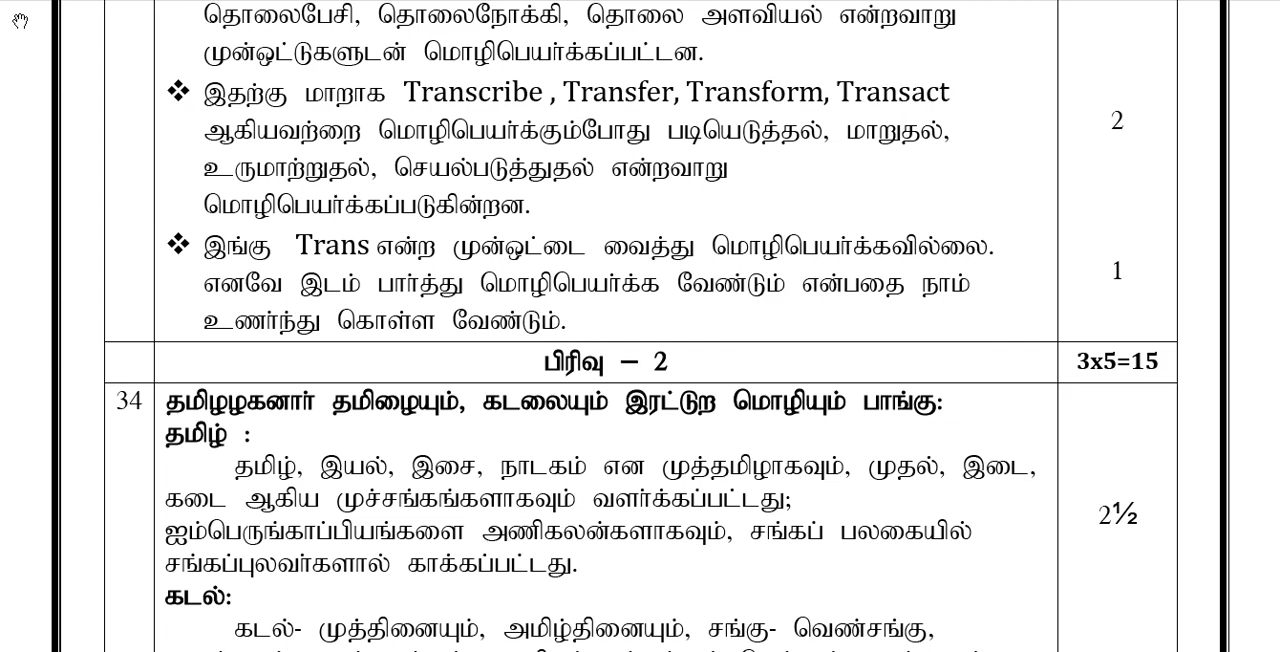 தொலைபேசி, தொலைநோக்கி, தொலை அளவியல் என்றவாறு
முன்ஒட்டுகளுடன் மொழிபெயர்க்கப்பட்டன.
❖ இதற்கு மாறாக Transcribe , Transfer, Transform, Transact
ஆகியவற்றை மொழிபெயர்க்கும்போது படியெடுத்தல், மாறுதல்,
உருமாற்றுதல், செயல்படுத்துதல் என்றவாறு
மொழிபெயர்க்கப்படுகின்றன.
2
❖ இங்கு Trans என்ற முன்ஒட்டை வைத்து மொழிபெயர்க்கவில்லை.
எனவே இடம் பார்த்து மொழிபெயர்க்க வேண்டும் என்பதை நாம்
உணர்ந்து கொள்ள வேண்டும்.
1
பிரிவு – 2 3x5=15
34 தமிழழகனார் தமிழையும், கடலையும் இரட்டுற மொழியும் பாங்கு:
தமிழ் :
தமிழ், இயல், இசை, நாடகம் என முத்தமிழாகவும், முதல், இடை,
கடை ஆகிய முச்சங்கங்களாகவும் வளர்க்கப்பட்டது;
ஐம்பெருங்காப்பியங்களை அணிகலன்களாகவும், சங்கப் பலகையில்
சங்கப்புலவர்களால் காக்கப்பட்டது.
2½
கடல்:
கடல்- முத்தினையும், அமிழ்தினையும், சங்கு- வெண்சங்கு,